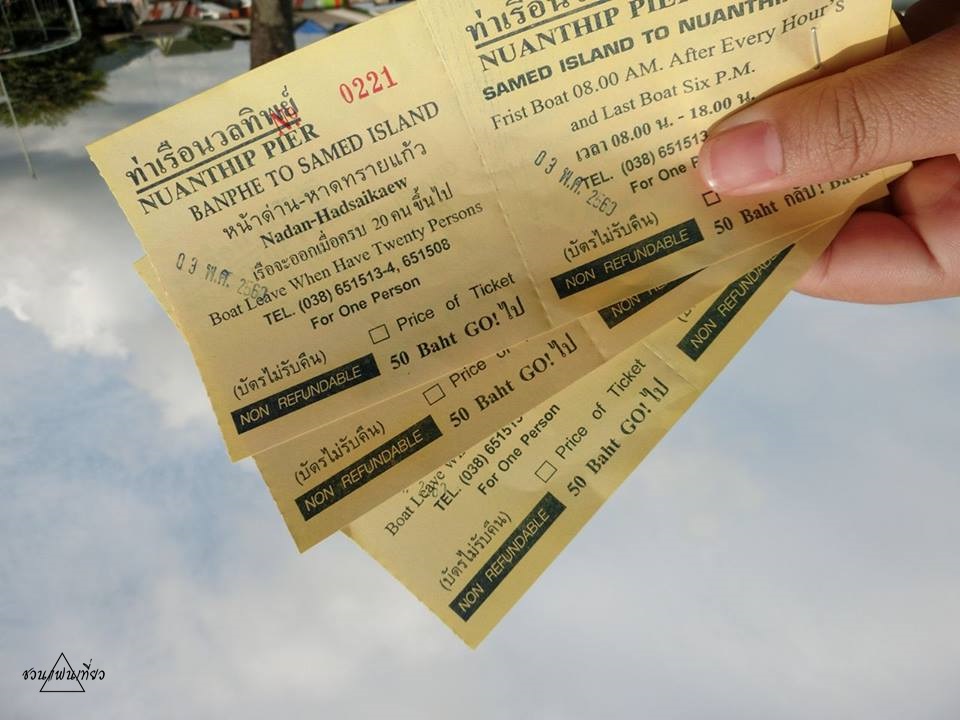 ท่าเรือนวลทิพย์
Nº 0221
NUANTHIP PIER
BANPHE TO SAMED ISLAND
หน้าด่าน-หาดทรายแก้ว
Nadan-Hadsaikaew
เรือจะออกเมื่อครบ 20 คน ขึ้นไป
Boat Leave When Have Twenty Persons
TEL. (038) 651513-4, 651508
For One Person
03 พ.ค. 2562
Price of Ticket
(บัตรไม่รับคืน)
NON REFUNDABLE
50 Baht GO! ไป
NUANTHIP PIER
SAMED ISLAND TO
Frist Boat 08.00 AM. After Every Hour's
and Last Boat Six P.M.
เวลา 08.00 น. - 18.00 น.
TEL. (038) 651513
For One
03 พ.ค. 2560
(บัตรไม่รับคืน)
NON REFUNDABLE
50 Baht กลับ! Back
Price
(บัตรไม่รับคืน)
NON REFUNDABLE
50 Baht GO! ไป
NON
Boat Leave
TEL. (038)
For One Person
Price of Ticket
(บัตรไม่รับคืน)
NON REFUNDABLE
50 Baht GO! ไป
NON REFUNDABLE
ชวนแฟนเที่ยว